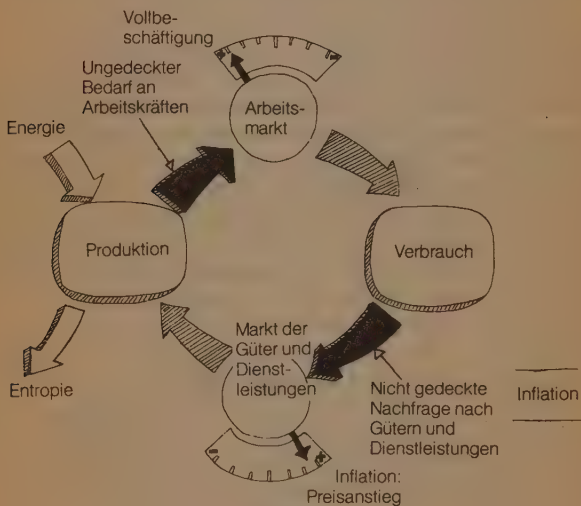 Vollbe-
schäftigung
Ungedeckter
Bedarf an
Arbeitskräften
Arbeits-
markt
Energie
Produktion
Verbrauch
Entropie
Markt der
Güter und
Dienst-
leistungen
Nicht gedeckte
Nachfrage nach
Gütern und
Dienstleistungen
Inflation
Inflation:
Preisanstieg